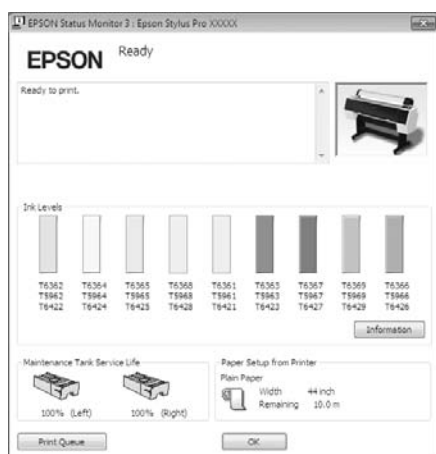 EPSON Status Monitor 3 : Epson Stylus Pro XXXXX
EPSON
Ready
Ready to print.
Ink Levels
T6362 T6364 T6365 T6368 T6361 T6363 T6367 T6369 T6366
T5962 T5964 T5965 T5968 T5961 T5963 T5967 T5969 T5966
T6422 T6424 T6425 T6428 T6421 T6423 T6427 T6429 T6426
Information
Maintenance Tank Service Life
100% (Left) 100% (Right)
Paper Setup from Printer
Plain Paper
Width 44 inch
Remaining 10.0 m
Print Queue
OK